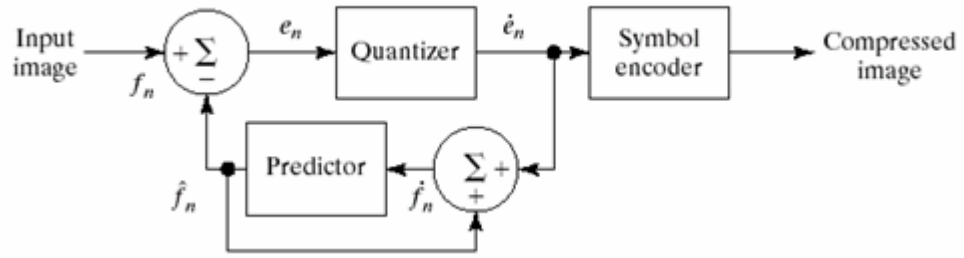 Input
image
f_n
+ Σ
−
e_n
Quantizer
ė_n
Symbol
encoder
Compressed
image
f̂_n
Predictor
ḟ_n
Σ +
+